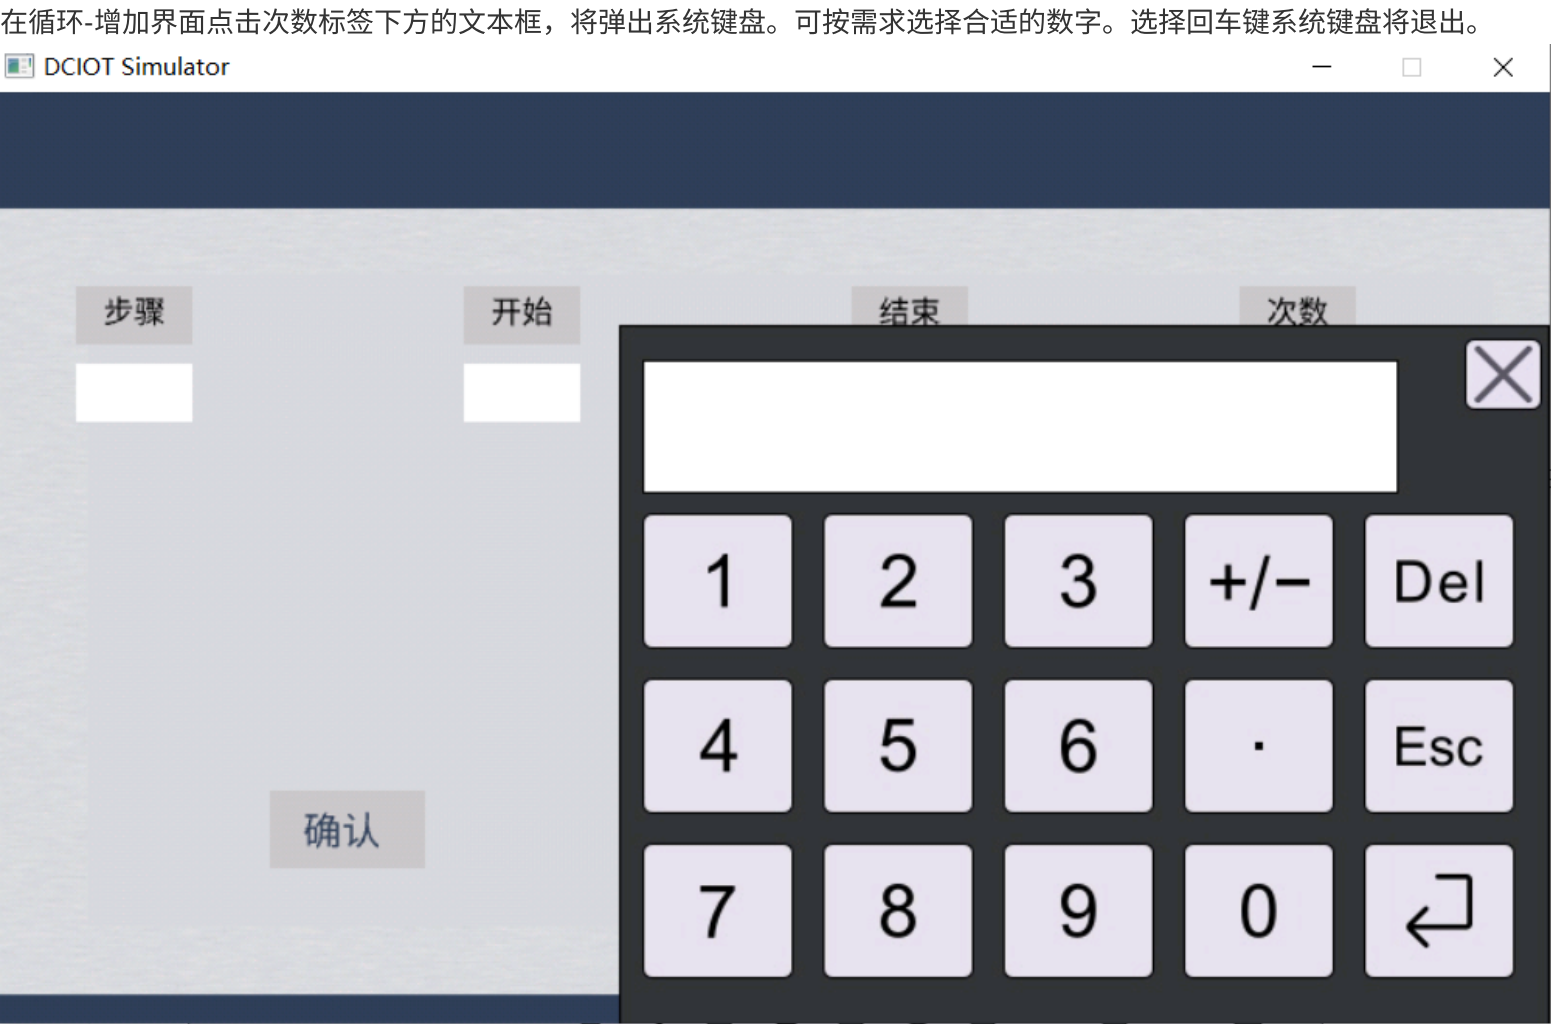 在循环-增加界面点击次数标签下方的文本框，将弹出系统键盘。可按需求选择合适的数字。选择回车键系统键盘将退出。
DCIOT Simulator
步骤 开始 结束 次数
1 2 3 +/− Del
4 5 6 · Esc
确认
7 8 9 0